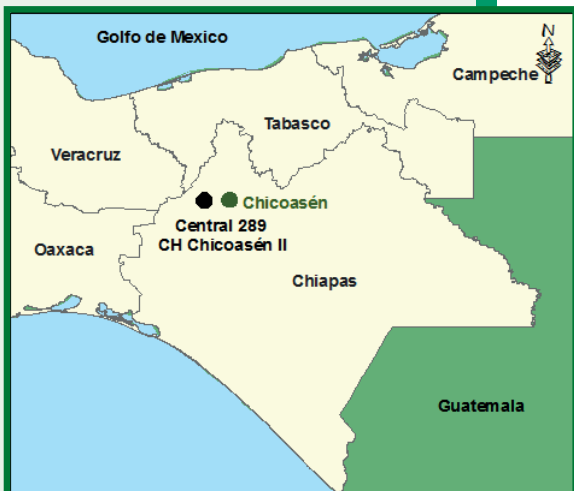 Golfo de Mexico
N
Campeche
Tabasco
Veracruz
Chicoasén
Central 289
CH Chicoasén II
Oaxaca
Chiapas
Guatemala